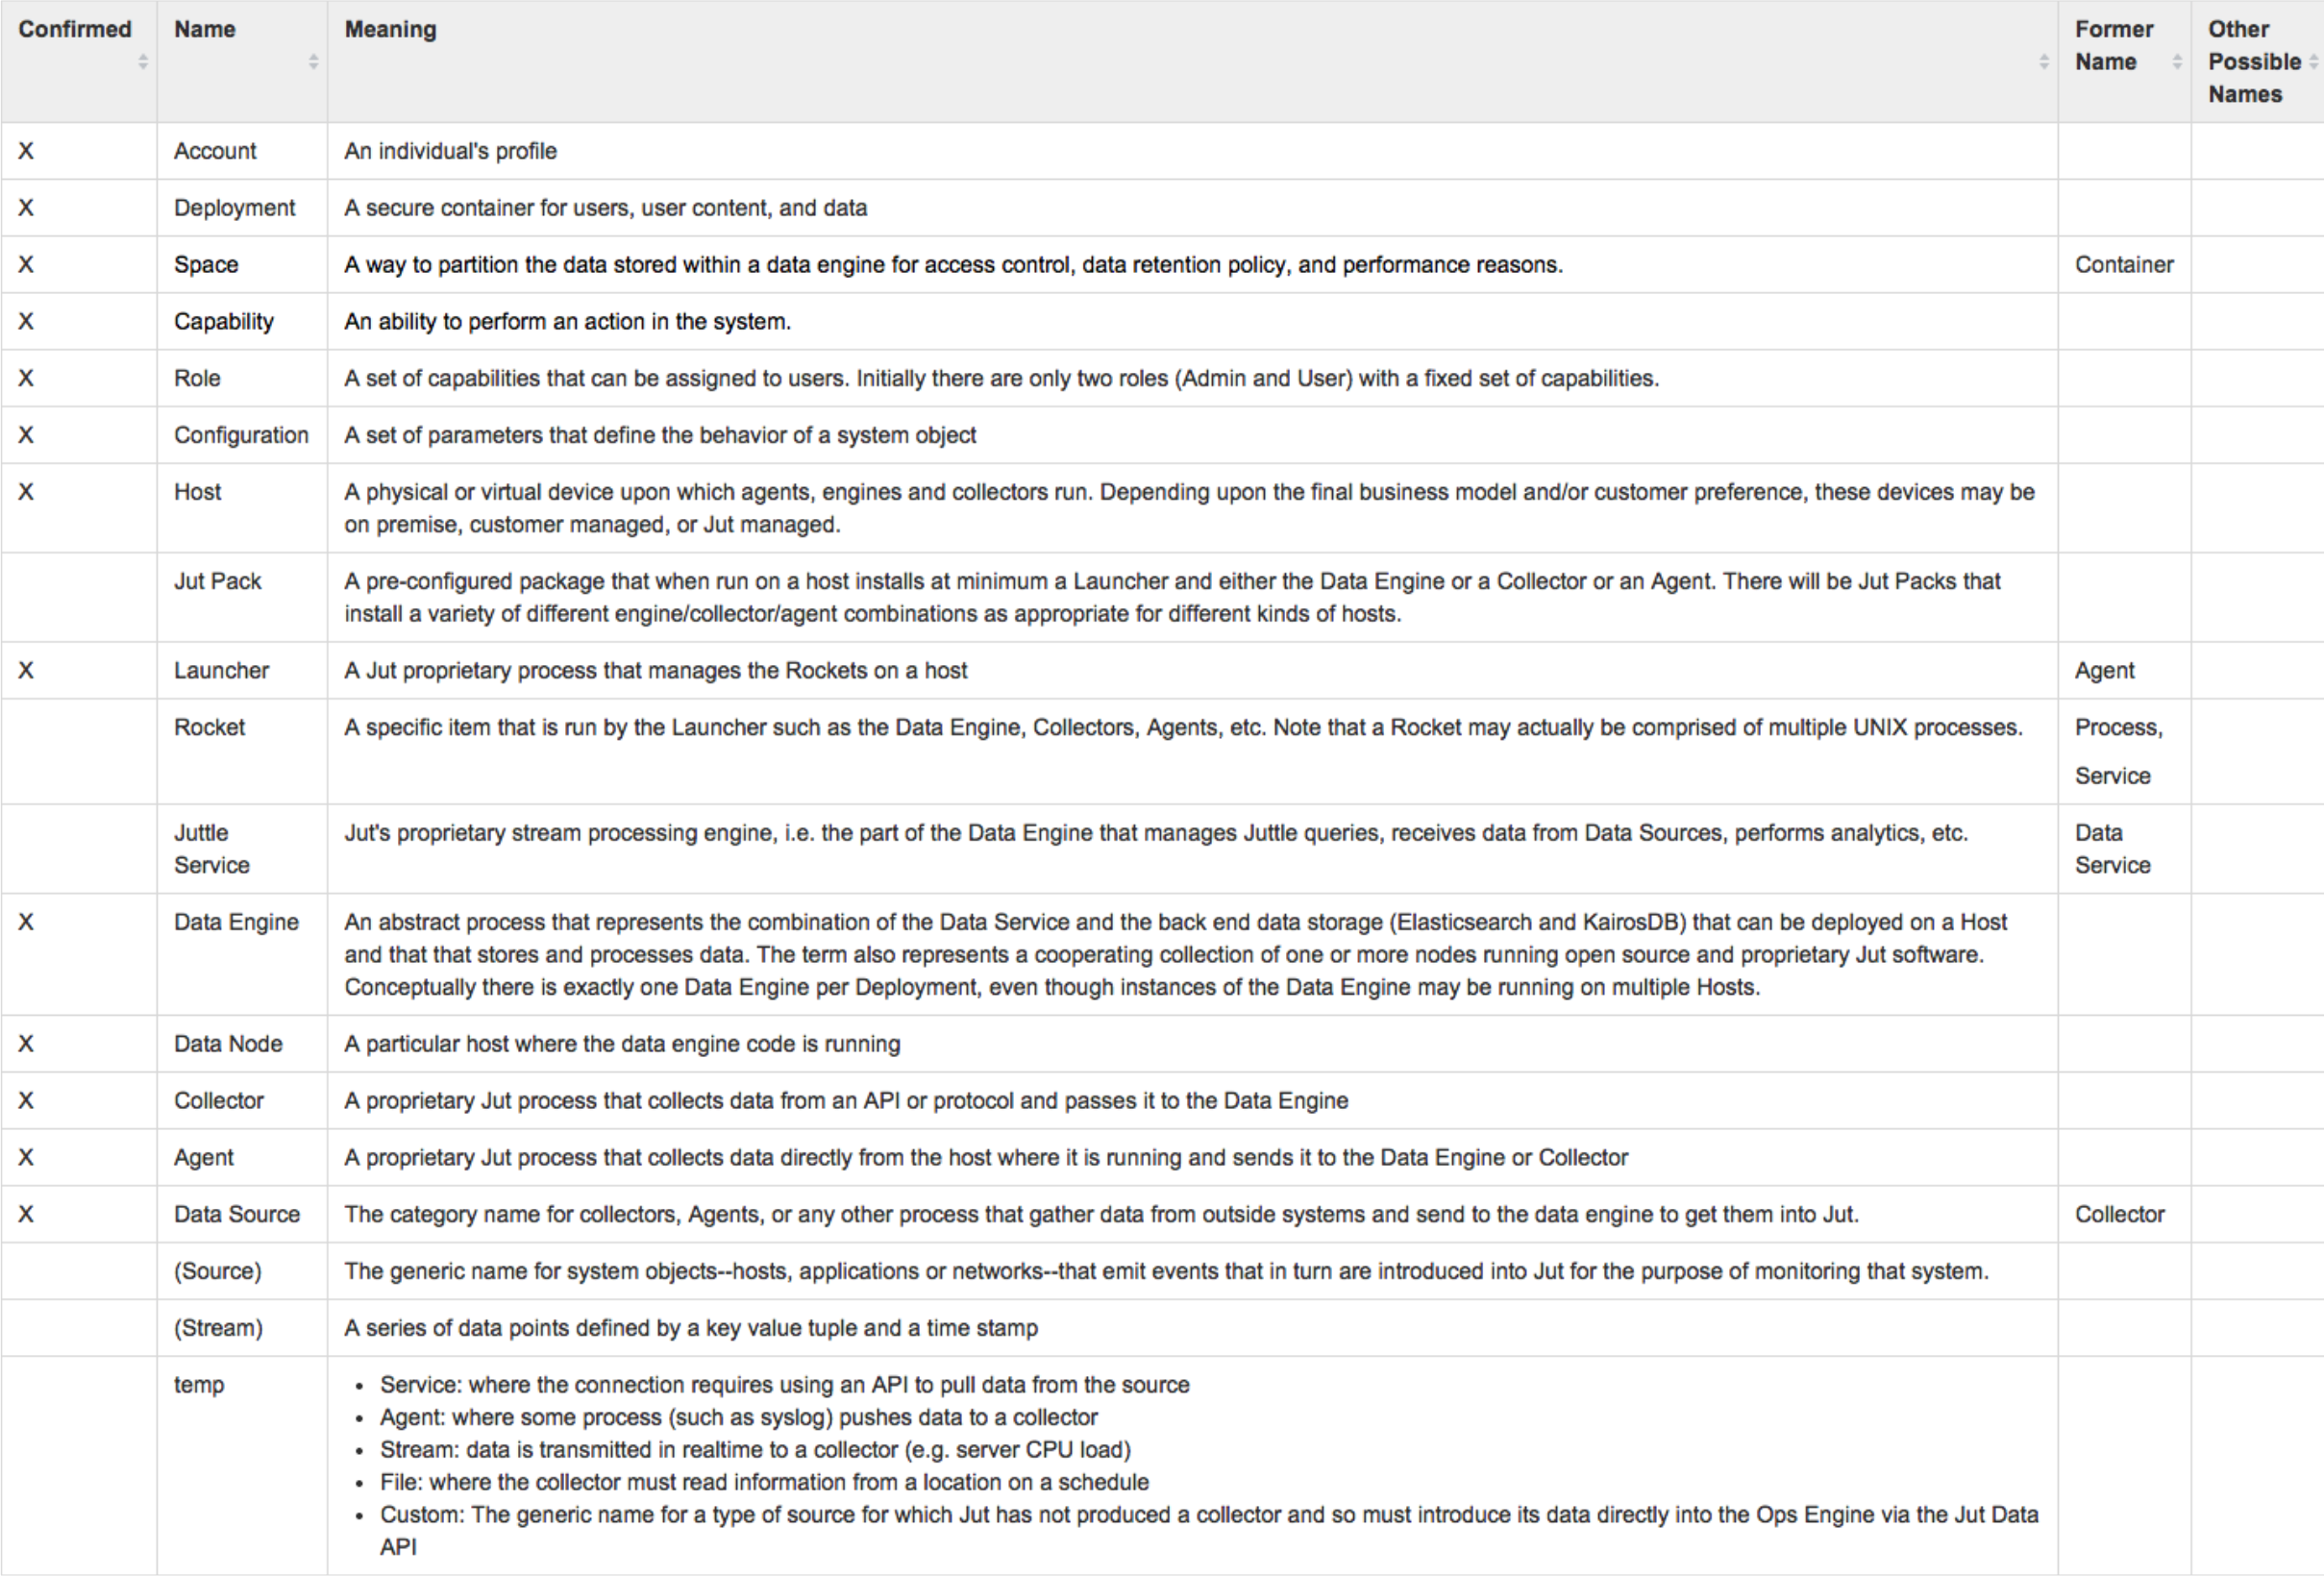 Confirmed Name Meaning Former Name Other Possible Names
X Account An individual's profile
X Deployment A secure container for users, user content, and data
X Space A way to partition the data stored within a data engine for access control, data retention policy, and performance reasons. Container
X Capability An ability to perform an action in the system.
X Role A set of capabilities that can be assigned to users. Initially there are only two roles (Admin and User) with a fixed set of capabilities.
X Configuration A set of parameters that define the behavior of a system object
X Host A physical or virtual device upon which agents, engines and collectors run. Depending upon the final business model and/or customer preference, these devices may be
on premise, customer managed, or Jut managed.
Jut Pack A pre-configured package that when run on a host installs at minimum a Launcher and either the Data Engine or a Collector or an Agent. There will be Jut Packs that
install a variety of different engine/collector/agent combinations as appropriate for different kinds of hosts.
X Launcher A Jut proprietary process that manages the Rockets on a host Agent
Rocket A specific item that is run by the Launcher such as the Data Engine, Collectors, Agents, etc. Note that a Rocket may actually be comprised of multiple UNIX processes. Process,
Service
Juttle Service Jut's proprietary stream processing engine, i.e. the part of the Data Engine that manages Juttle queries, receives data from Data Sources, performs analytics, etc. Data Service
X Data Engine An abstract process that represents the combination of the Data Service and the back end data storage (Elasticsearch and KairosDB) that can be deployed on a Host
and that that stores and processes data. The term also represents a cooperating collection of one or more nodes running open source and proprietary Jut software.
Conceptually there is exactly one Data Engine per Deployment, even though instances of the Data Engine may be running on multiple Hosts.
X Data Node A particular host where the data engine code is running
X Collector A proprietary Jut process that collects data from an API or protocol and passes it to the Data Engine
X Agent A proprietary Jut process that collects data directly from the host where it is running and sends it to the Data Engine or Collector
X Data Source The category name for collectors, Agents, or any other process that gather data from outside systems and send to the data engine to get them into Jut. Collector
(Source) The generic name for system objects--hosts, applications or networks--that emit events that in turn are introduced into Jut for the purpose of monitoring that system.
(Stream) A series of data points defined by a key value tuple and a time stamp
temp • Service: where the connection requires using an API to pull data from the source
• Agent: where some process (such as syslog) pushes data to a collector
• Stream: data is transmitted in realtime to a collector (e.g. server CPU load)
• File: where the collector must read information from a location on a schedule
• Custom: The generic name for a type of source for which Jut has not produced a collector and so must introduce its data directly into the Ops Engine via the Jut Data
API